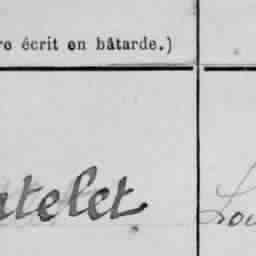 re écrit en bâtarde.)
atelet Lou